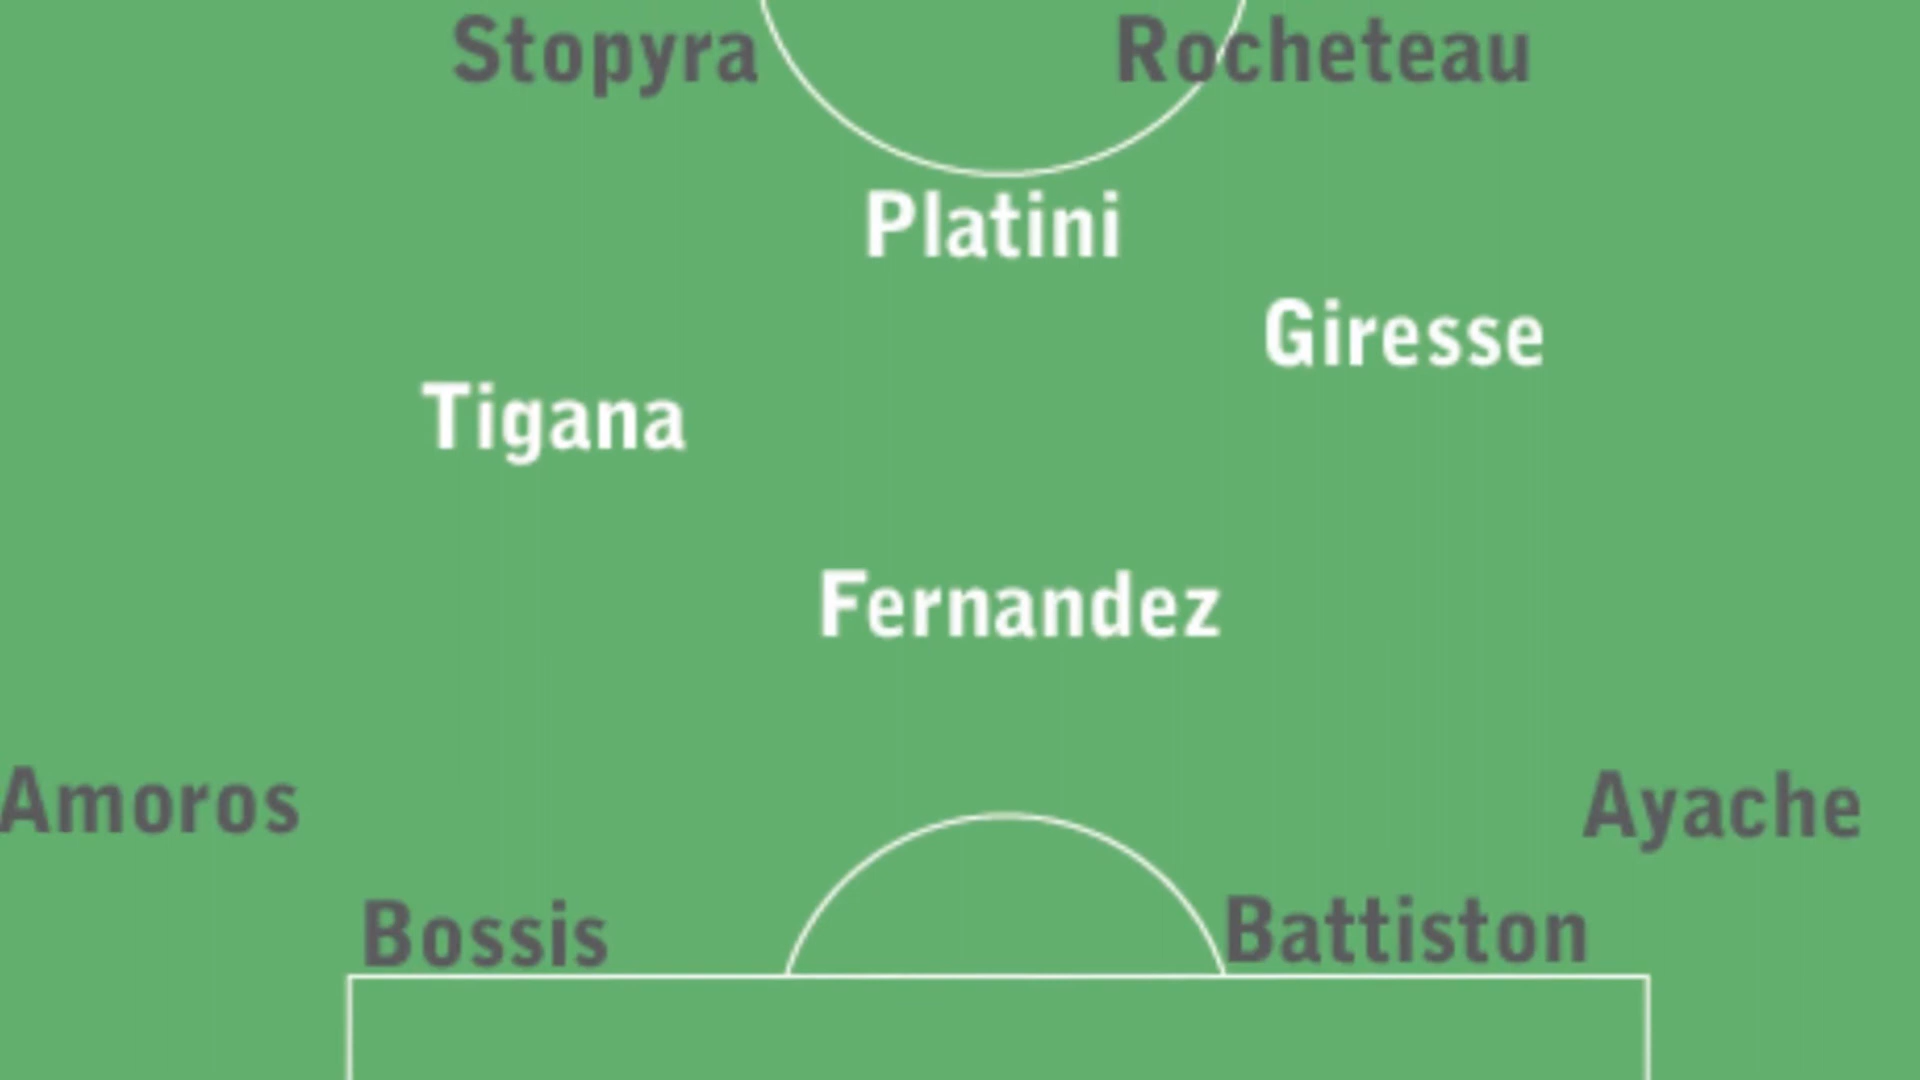 Stopyra
Rocheteau
Platini
Giresse
Tigana
Fernandez
Amoros
Ayache
Bossis
Battiston